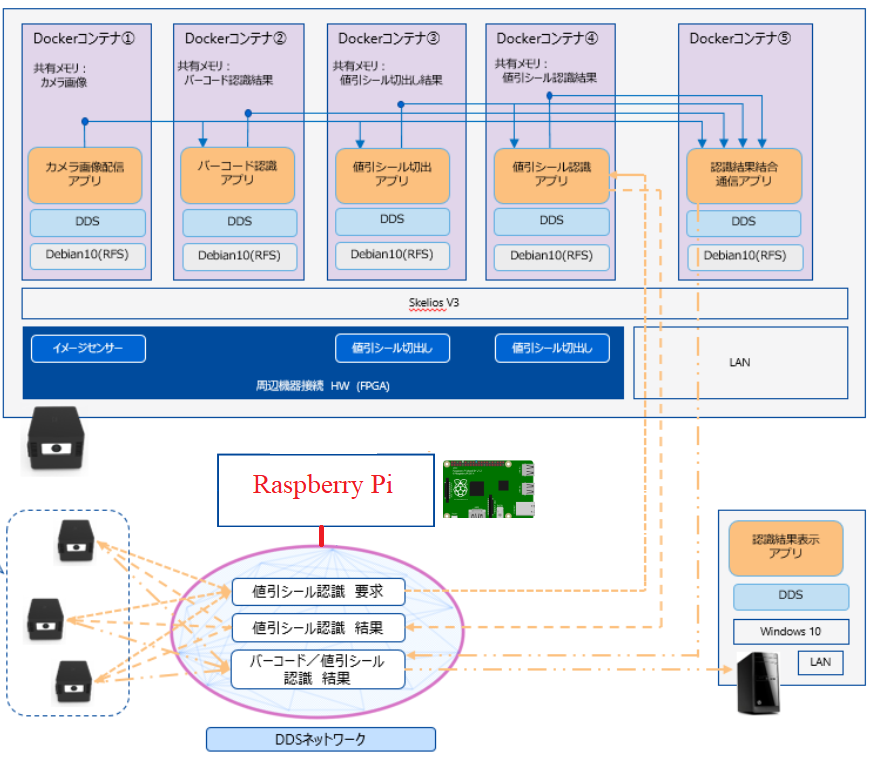 Dockerコンテナ①
Dockerコンテナ②
Dockerコンテナ③
Dockerコンテナ④
Dockerコンテナ⑤
共有メモリ：
カメラ画像
共有メモリ：
バーコード認識結果
共有メモリ：
値引シール切出し結果
共有メモリ：
値引シール認識結果
カメラ画像配信
アプリ
バーコード認識
アプリ
値引シール切出
アプリ
値引シール認識
アプリ
認識結果結合
通信アプリ
DDS
DDS
DDS
DDS
DDS
Debian10(RFS)
Debian10(RFS)
Debian10(RFS)
Debian10(RFS)
Debian10(RFS)
Skelios V3
イメージセンサー
値引シール切出し
値引シール切出し
周辺機器接続 HW (FPGA)
LAN
Raspberry Pi
値引シール認識 要求
値引シール認識 結果
バーコード／値引シール
認識 結果
DDSネットワーク
認識結果表示
アプリ
DDS
Windows 10
LAN